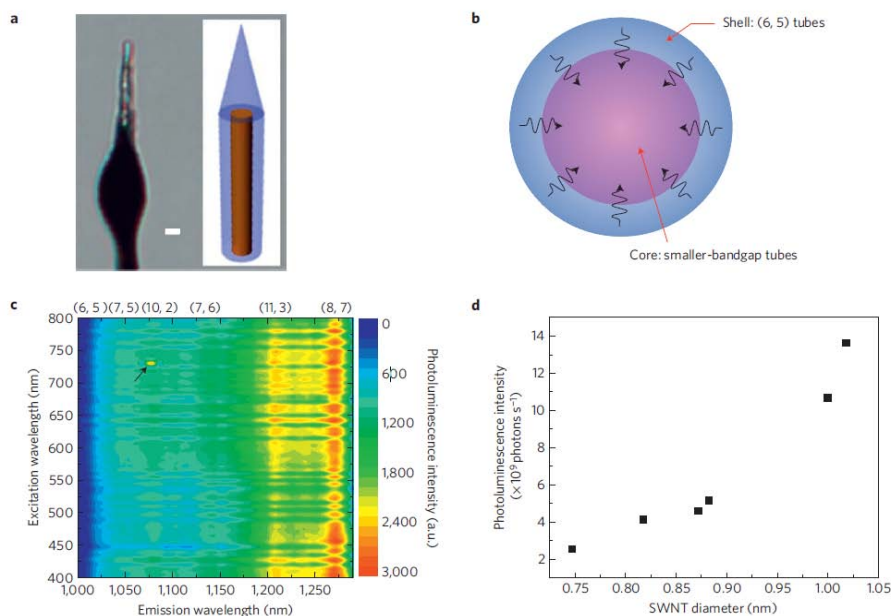 a
b
Shell: (6, 5) tubes
Core: smaller-bandgap tubes
c
(6, 5) (7, 5) (10, 2) (7, 6) (11, 3) (8, 7)
800
750
700
650
600
550
500
450
400
Excitation wavelength (nm)
1,000 1,050 1,100 1,150 1,200 1,250
Emission wavelength (nm)
0
600
1,200
1,800
2,400
3,000
Photoluminescence intensity (a.u.)
d
14
12
10
8
6
4
2
Photoluminescence intensity
(×10⁹ photons s⁻¹)
0.75 0.80 0.85 0.90 0.95 1.00 1.05
SWNT diameter (nm)